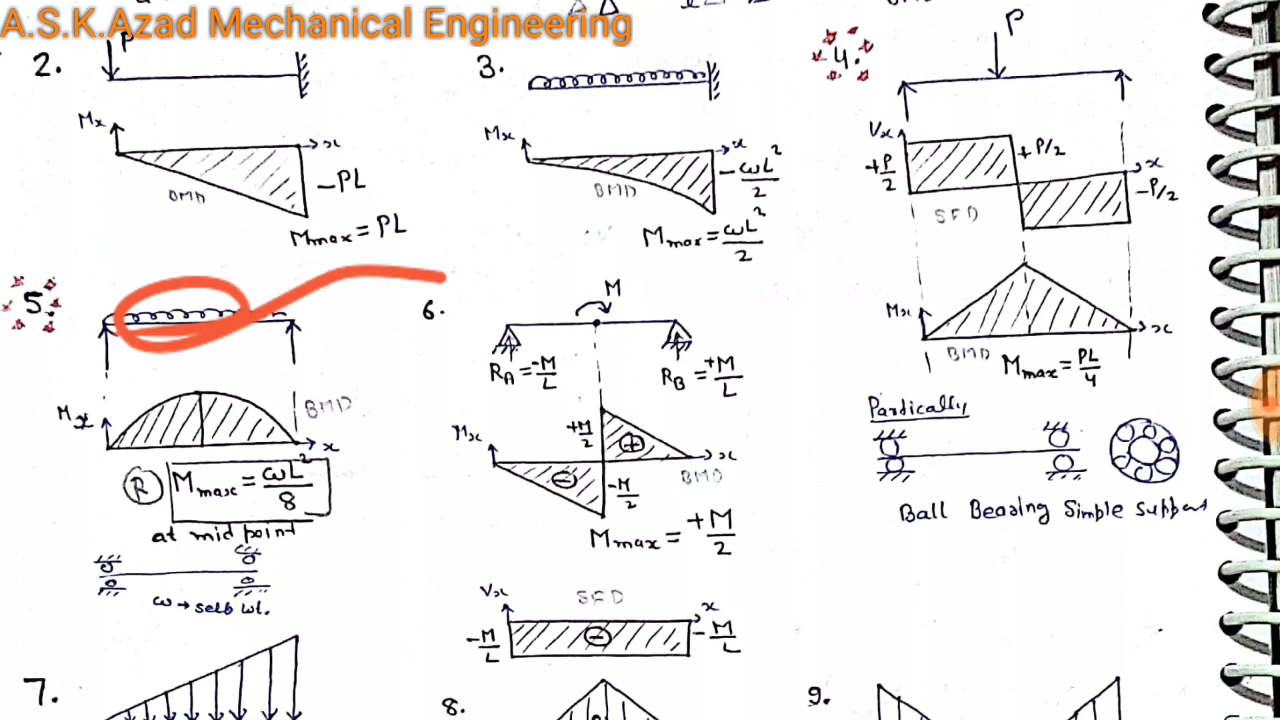 A.S.K.Azad Mechanical Engineering
2.
P
Mx
x
BMD
-PL
Mmax = PL
3.
Mx
x
BMD
-ωL²/2
Mmax = ωL²/2
4.
P
Vx
+P/2
+P/2
x
-P/2
SFD
Mx
x
BMD
Mmax = PL/4
Partically
Ball Bearing Simple support
5.
Mx
BMD
x
R
Mmax = ωL²/8
at mid point
ω → self wt.
6.
M
RA = -M/L
RB = +M/L
+M/2
Mx
+
x
-
-M/2
BMD
Mmax = +M/2
Vx
SFD
x
-M/L
-
-M/L
7.
8.
9.